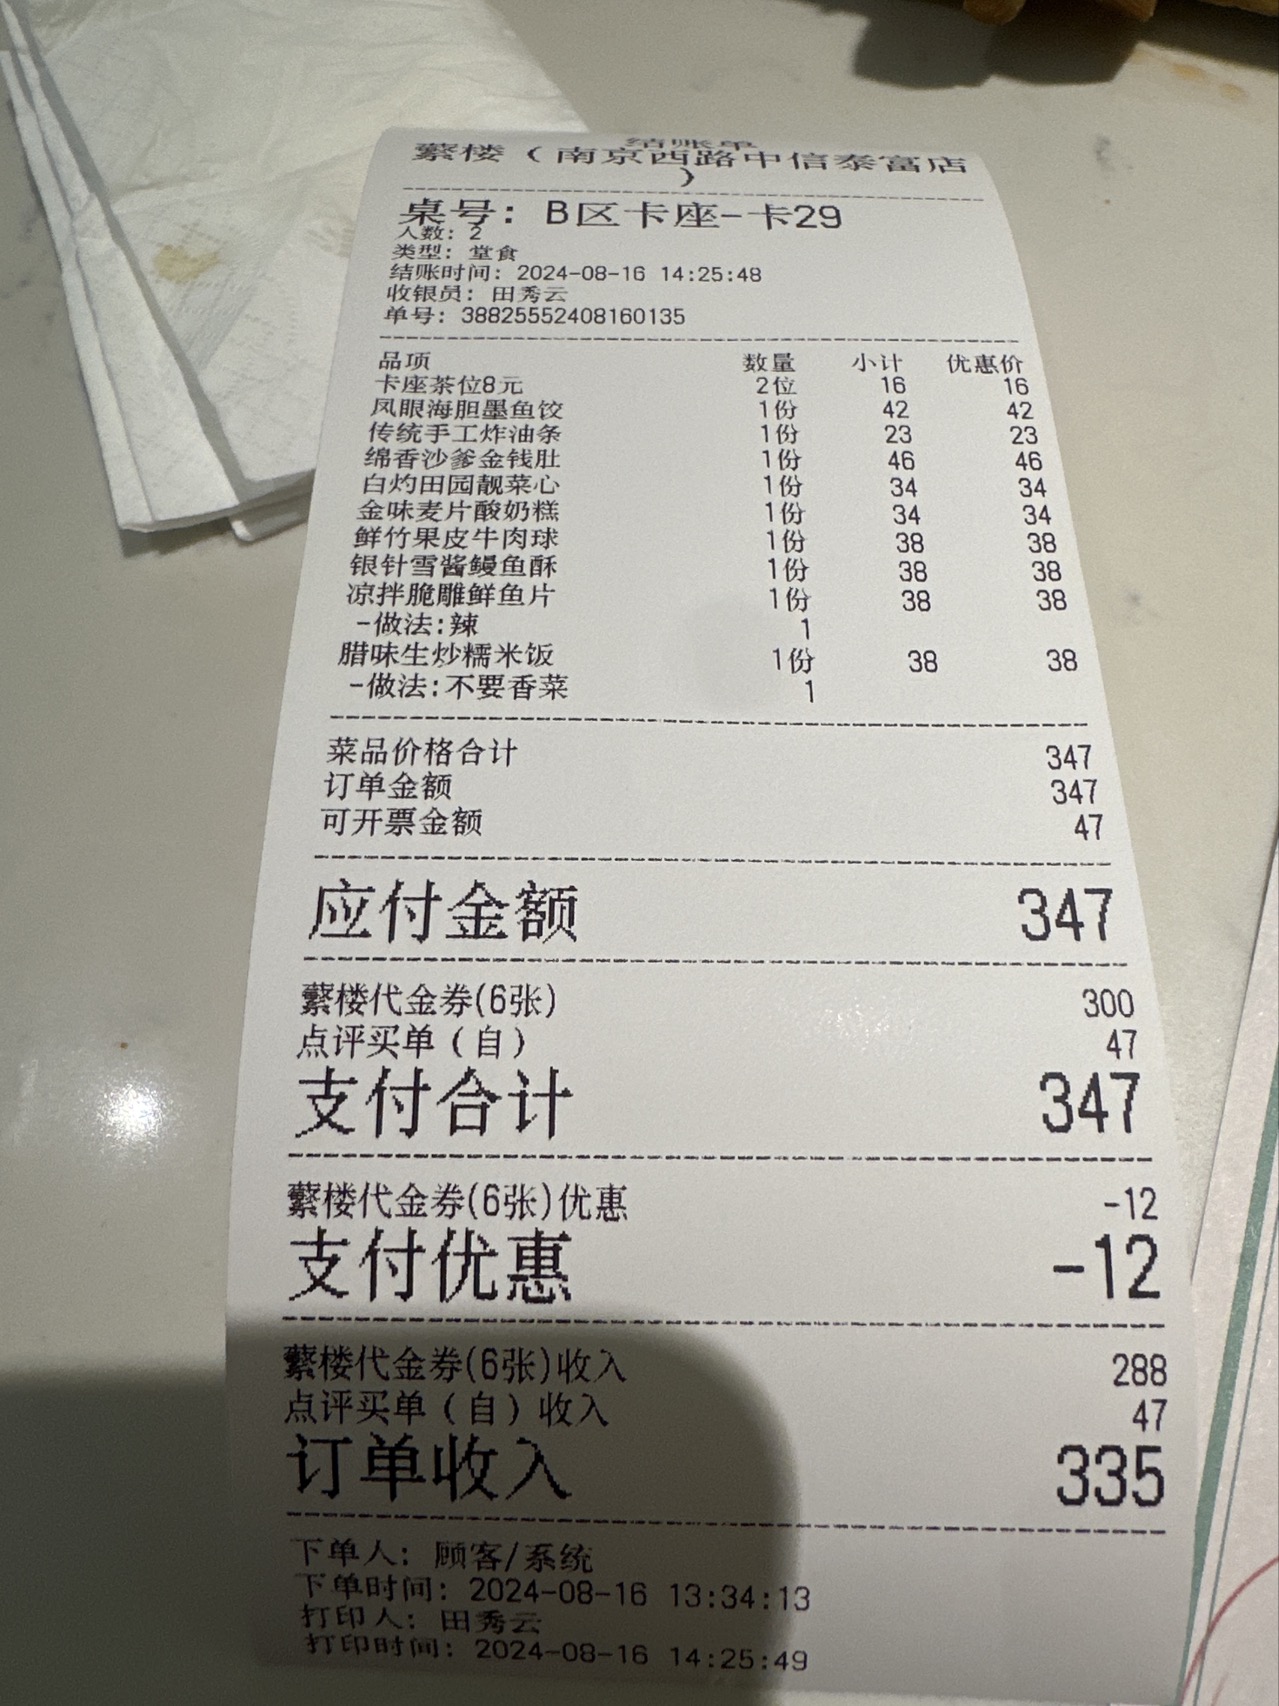 结账单
蘩楼（南京西路中信泰富店
）
桌号：B区卡座-卡29
人数：2
类型：堂食
结账时间：2024-08-16 14:25:48
收银员：田秀云
单号：38825552408160135
品项 数量 小计 优惠价
卡座茶位8元 2位 16 16
凤眼海胆墨鱼饺 1份 42 42
传统手工炸油条 1份 23 23
绵香沙爹金钱肚 1份 46 46
白灼田园靓菜心 1份 34 34
金味麦片酸奶糕 1份 34 34
鲜竹果皮牛肉球 1份 38 38
银针雪酱鳗鱼酥 1份 38 38
凉拌脆雕鲜鱼片 1份 38 38
-做法:辣 1
腊味生炒糯米饭 1份 38 38
-做法:不要香菜 1
菜品价格合计 347
订单金额 347
可开票金额 47
应付金额 347
蘩楼代金券(6张) 300
点评买单（自） 47
支付合计 347
蘩楼代金券(6张)优惠 -12
支付优惠 -12
蘩楼代金券(6张)收入 288
点评买单（自）收入 47
订单收入 335
下单人：顾客/系统
下单时间：2024-08-16 13:34:13
打印人：田秀云
打印时间：2024-08-16 14:25:49